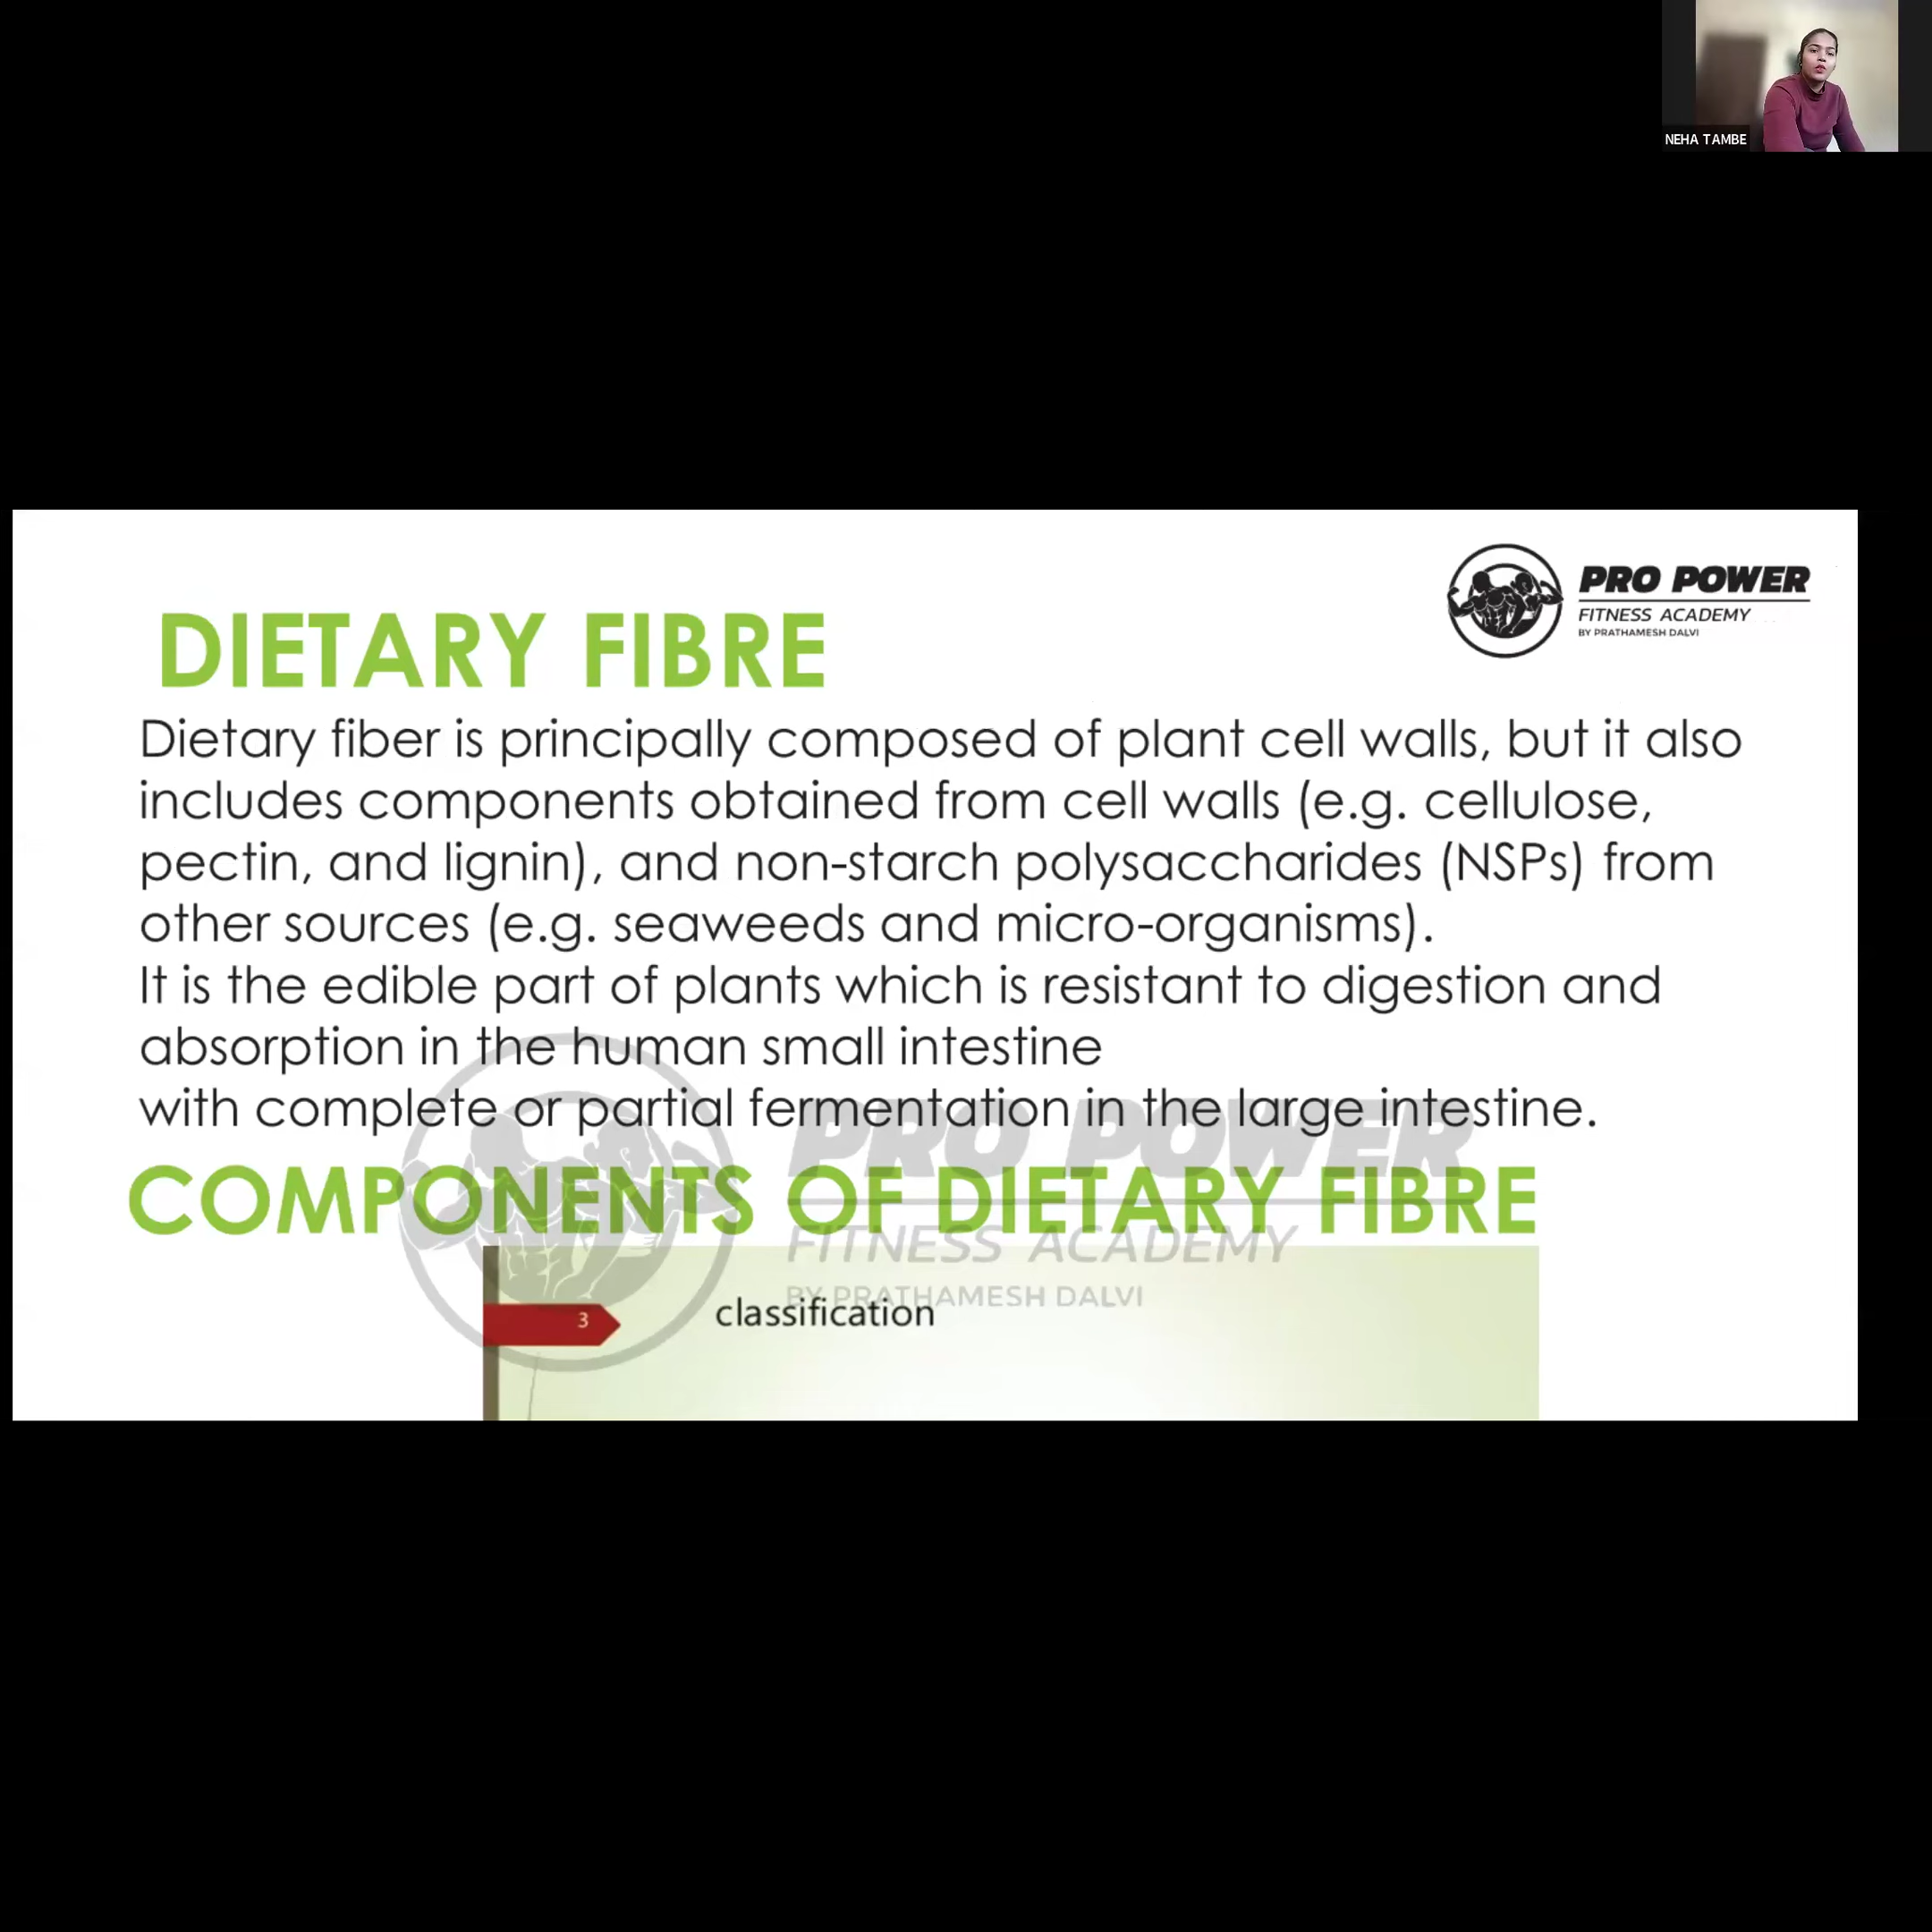 NEHA TAMBE
PRO POWER
FITNESS ACADEMY
BY PRATHAMESH DALVI
DIETARY FIBRE
Dietary fiber is principally composed of plant cell walls, but it also
includes components obtained from cell walls (e.g. cellulose,
pectin, and lignin), and non-starch polysaccharides (NSPs) from
other sources (e.g. seaweeds and micro-organisms).
It is the edible part of plants which is resistant to digestion and
absorption in the human small intestine
with complete or partial fermentation in the large intestine.
PRO POWER
COMPONENTS OF DIETARY FIBRE
FITNESS ACADEMY
BY PRATHAMESH DALVI
3
classification